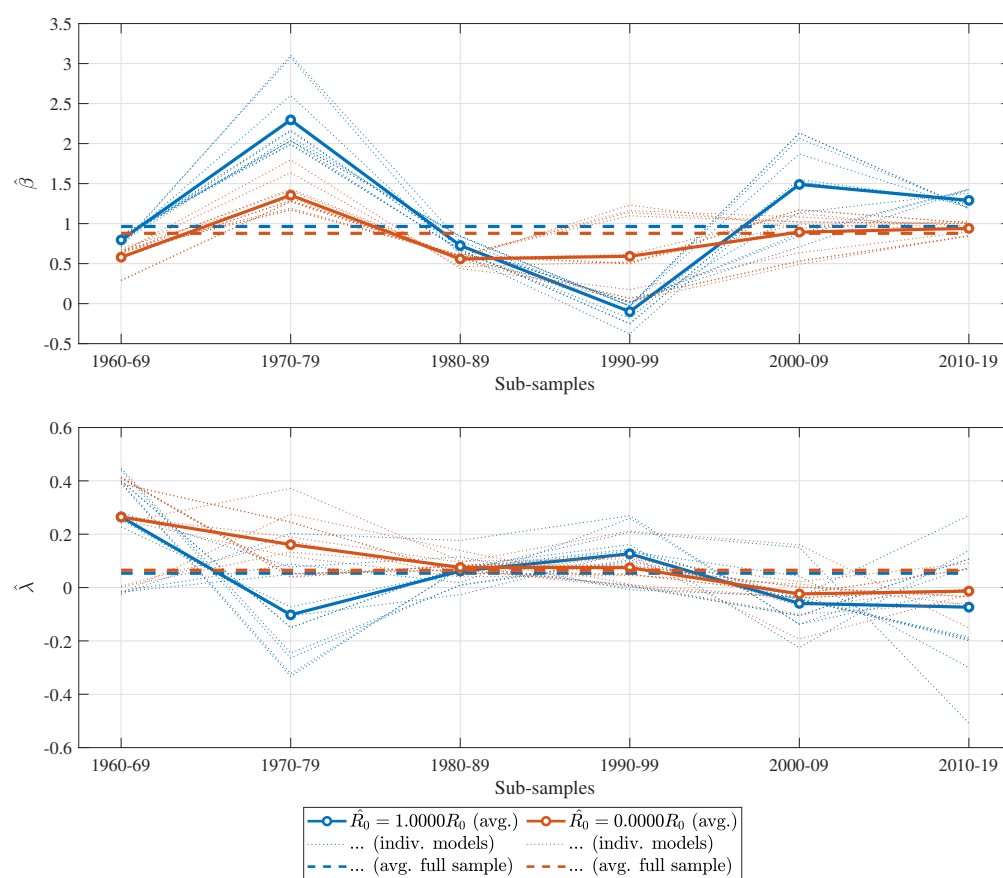 3.5
3
2.5
2
1.5
1
0.5
0
-0.5
β̂
1960-69 1970-79 1980-89 1990-99 2000-09 2010-19
Sub-samples
0.6
0.4
0.2
0
-0.2
-0.4
-0.6
λ̂
1960-69 1970-79 1980-89 1990-99 2000-09 2010-19
Sub-samples
R̂₀ = 1.0000R₀ (avg.) R̂₀ = 0.0000R₀ (avg.)
... (indiv. models) ... (indiv. models)
... (avg. full sample) ... (avg. full sample)